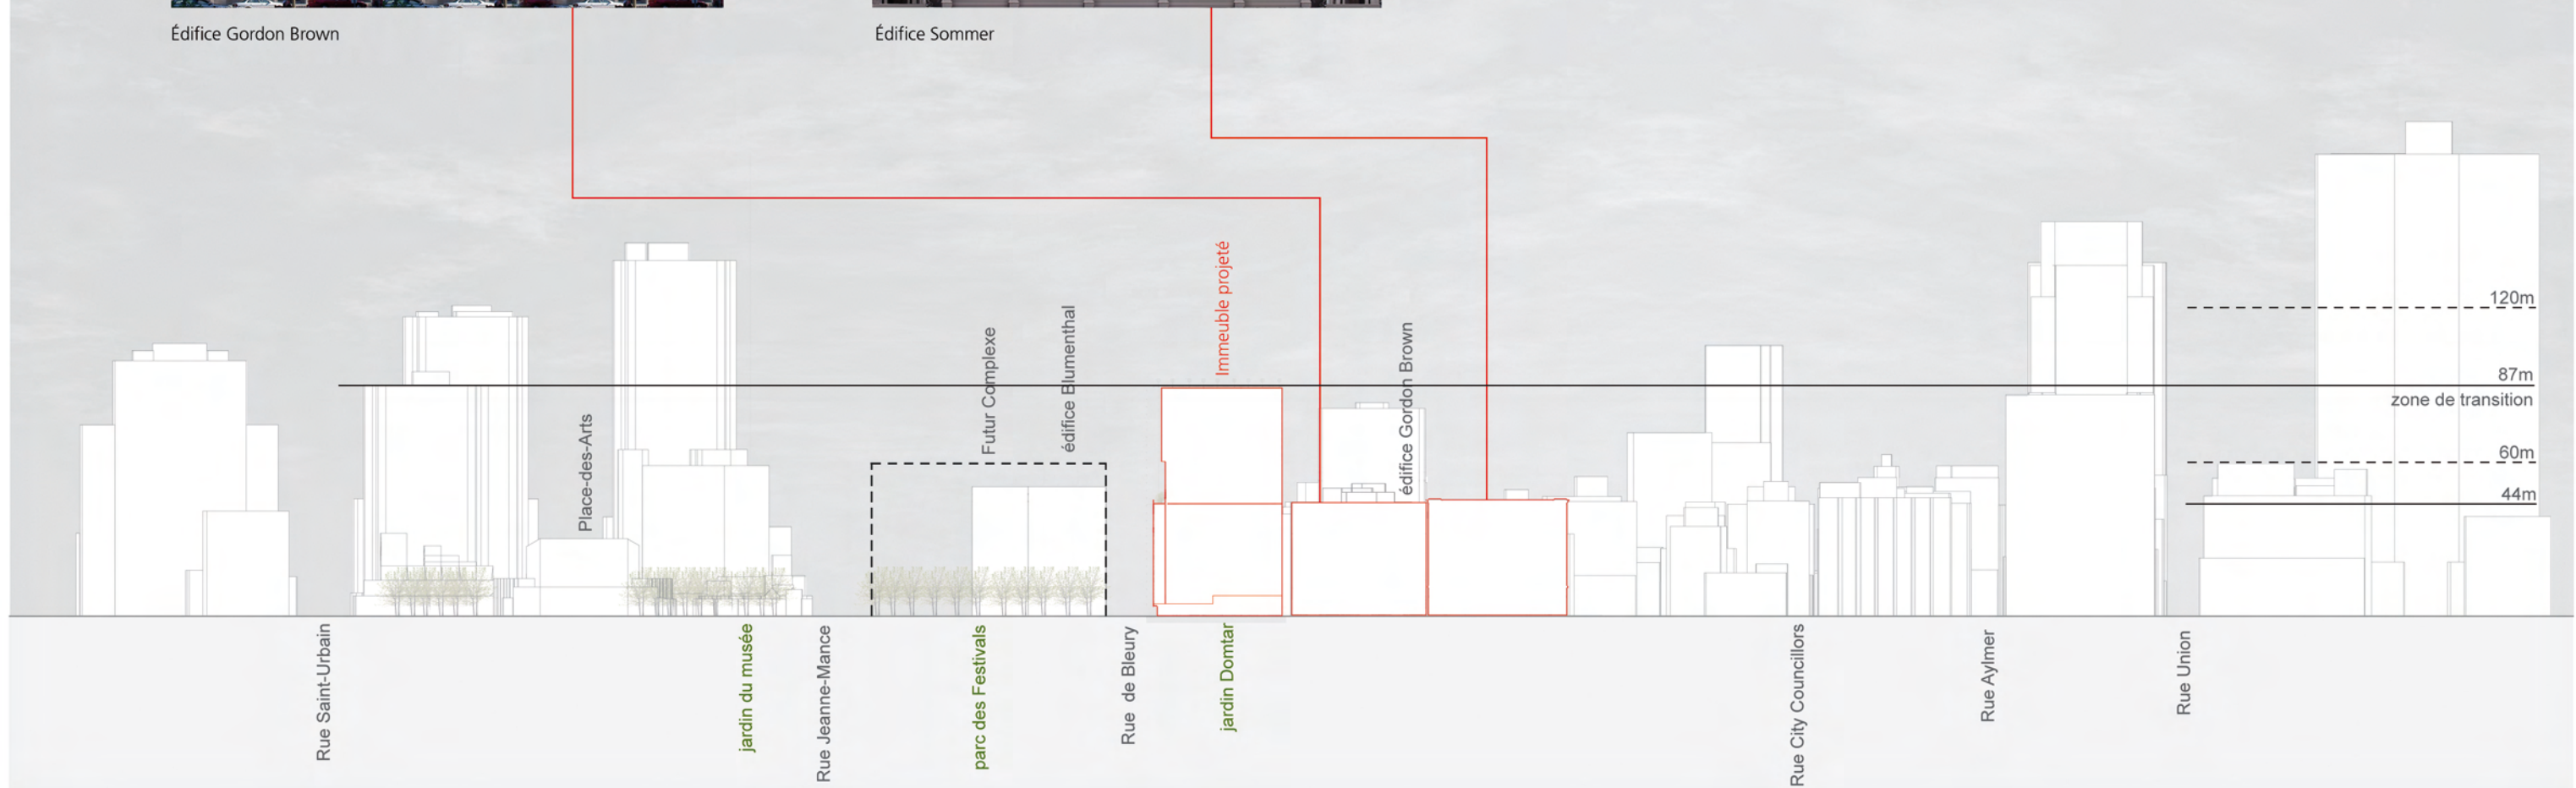 Édifice Gordon Brown
Édifice Sommer
Immeuble projeté
120m
87m
zone de transition
60m
44m
Place-des-Arts
Futur Complexe
édifice Blumenthal
édifice Gordon Brown
Rue Saint-Urbain
jardin du musée
Rue Jeanne-Mance
parc des Festivals
Rue de Bleury
jardin Domtar
Rue City Councillors
Rue Aylmer
Rue Union